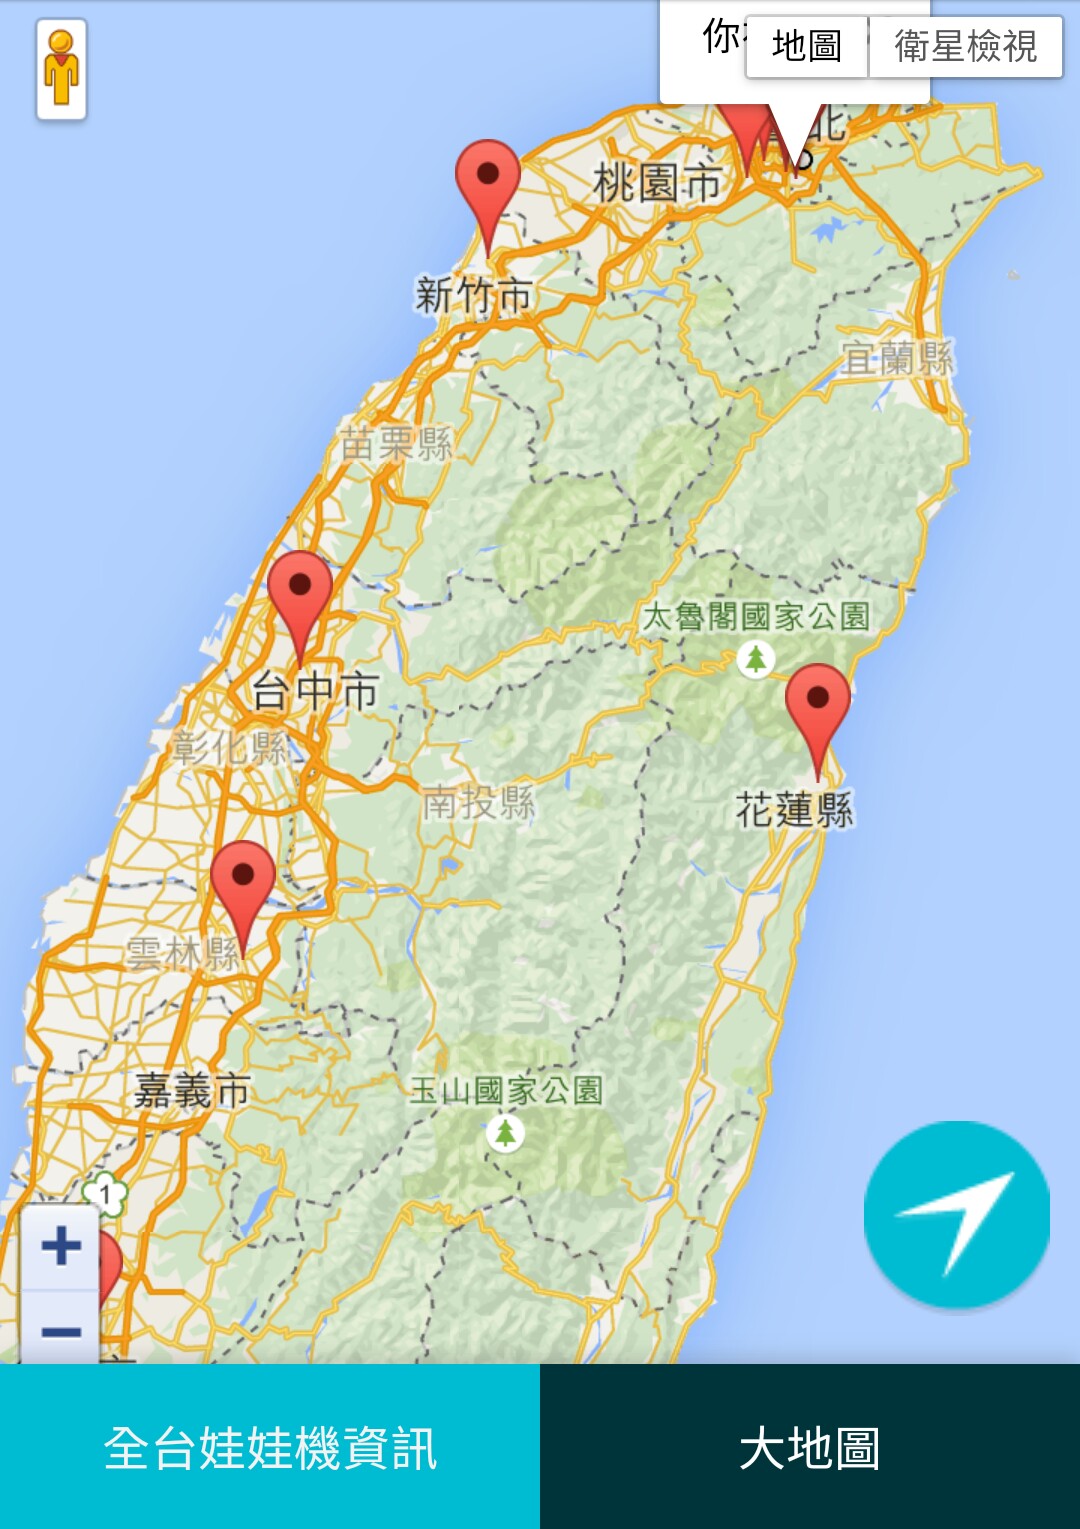 你
地圖
衛星檢視
北
桃園市
新竹市
宜蘭縣
苗栗縣
太魯閣國家公園
台中市
彰化縣
南投縣
花蓮縣
雲林縣
嘉義市
玉山國家公園
1
+
−
全台娃娃機資訊
大地圖